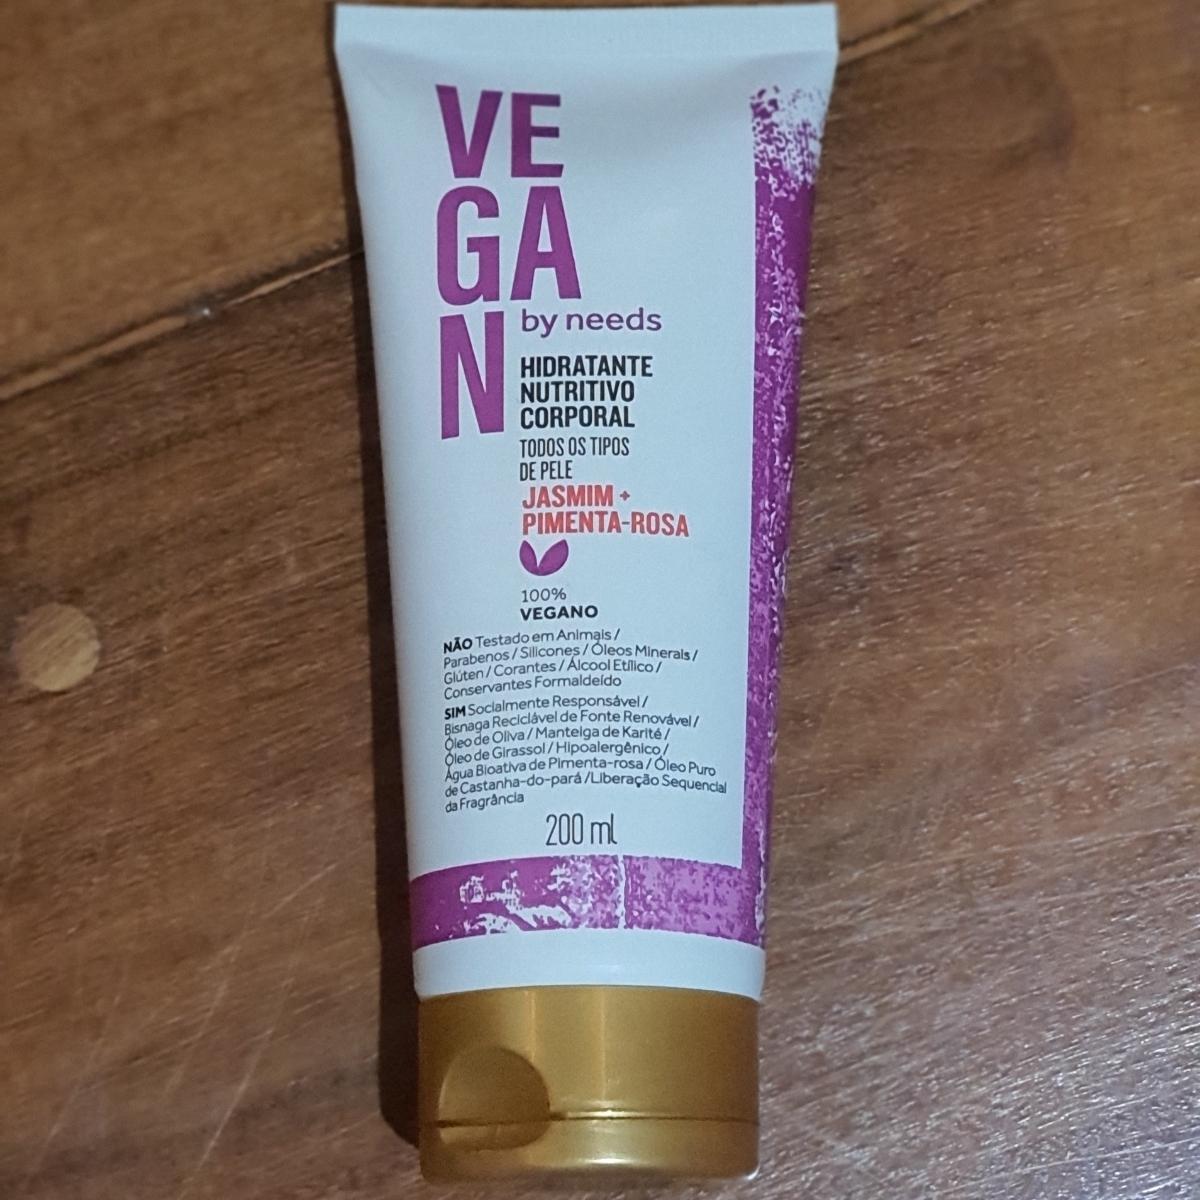 VE
GA
N
by needs
HIDRATANTE
NUTRITIVO
CORPORAL
TODOS OS TIPOS
DE PELE
JASMIM +
PIMENTA-ROSA
100%
VEGANO
NÃO Testado em Animais /
Parabenos / Silicones / Óleos Minerais /
Glúten / Corantes / Álcool Etílico /
Conservantes Formaldeído
SIM Socialmente Responsável /
Bisnaga Reciclável de Fonte Renovável /
Óleo de Oliva / Manteiga de Karité /
Óleo de Girassol / Hipoalergênico /
Água Bioativa de Pimenta-rosa / Óleo Puro
de Castanha-do-pará / Liberação Sequencial
da Fragrância
200 ml